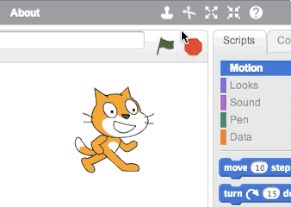 About
Scripts Co
Motion
Looks
Sound
Pen
Data
move 10 step
turn 15 de